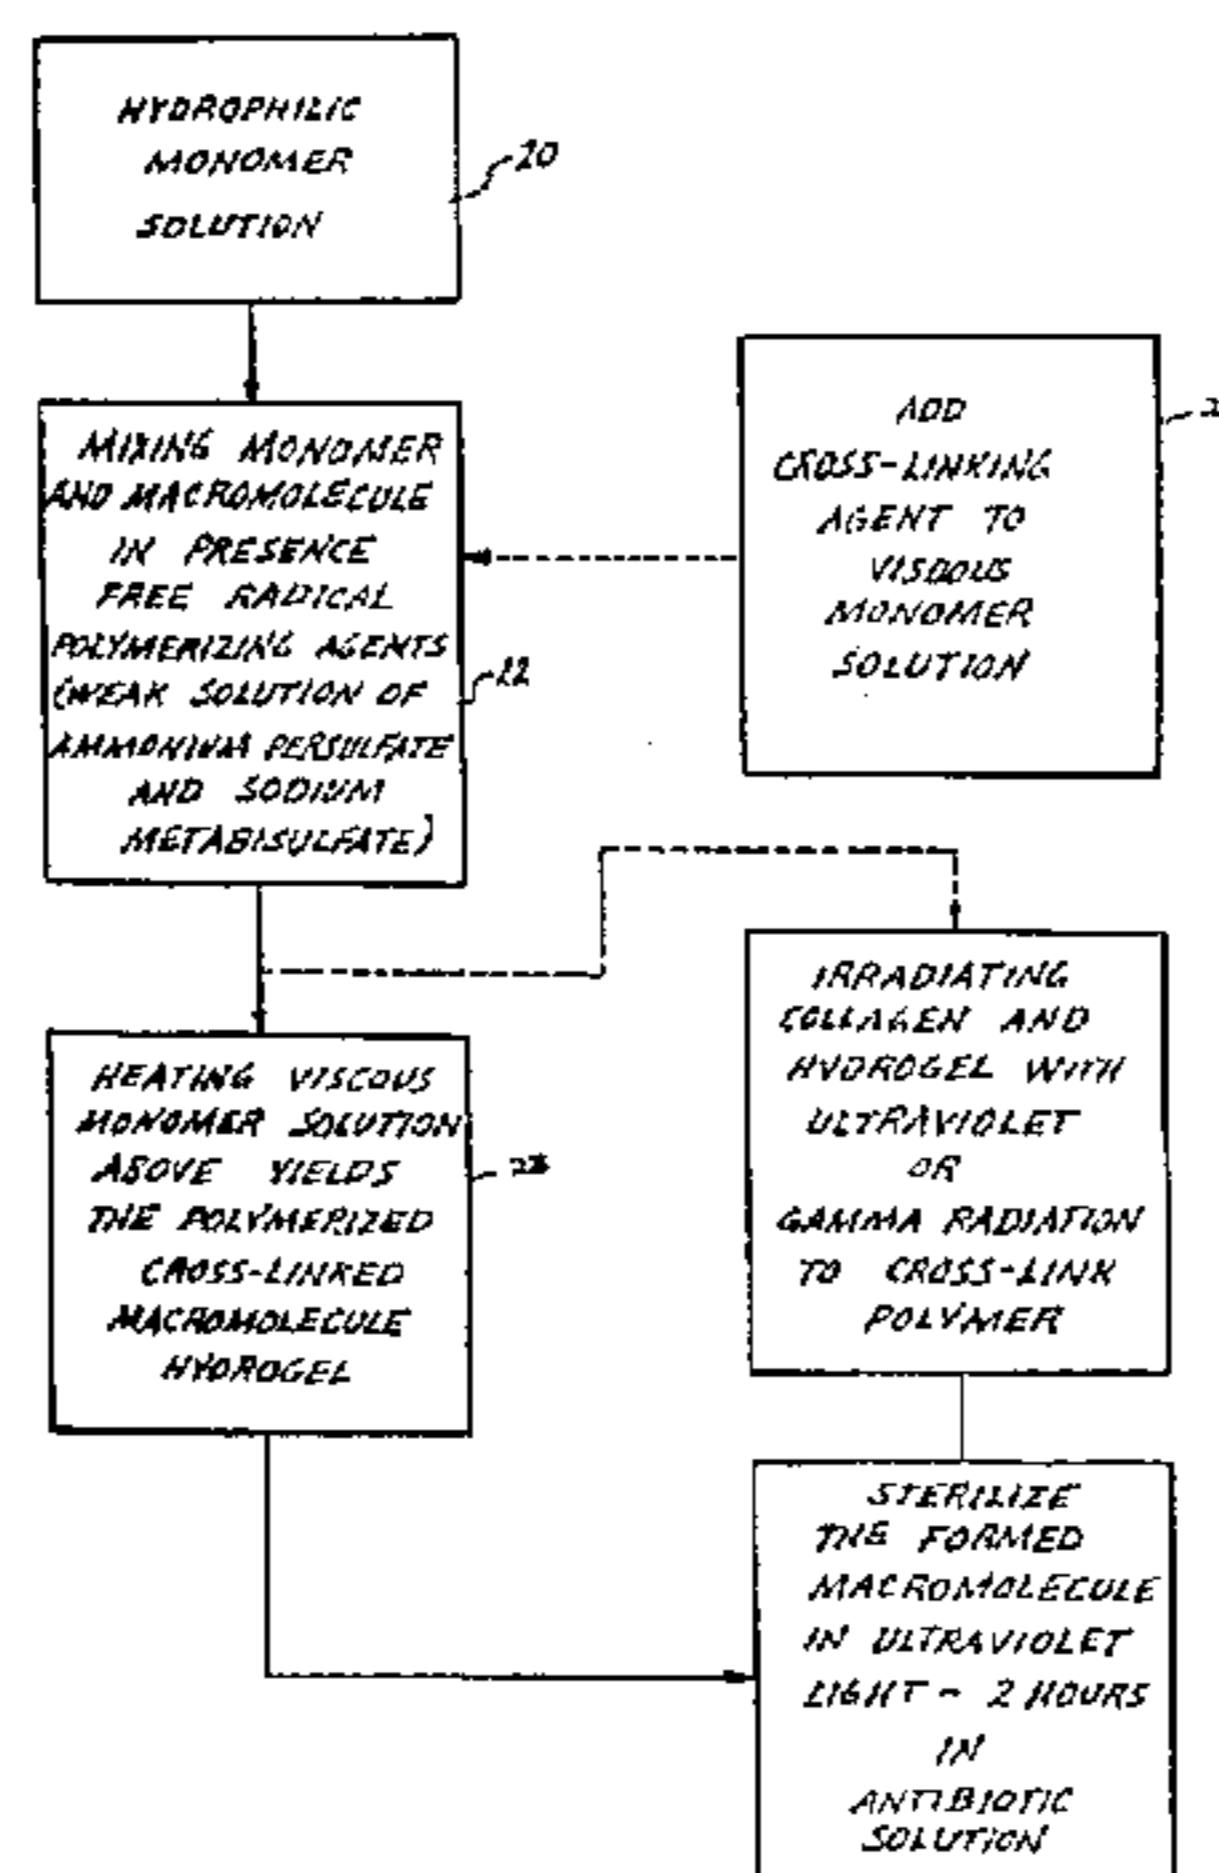 HYDROPHILIC
MONOMER
SOLUTION
20
MIXING MONOMER
AND MACROMOLECULE
IN PRESENCE
FREE RADICAL
POLYMERIZING AGENTS
(WEAK SOLUTION OF
AMMONIUM PERSULFATE
AND SODIUM
METABISULFATE)
22
ADD
CROSS-LINKING
AGENT TO
VISDOUS
MONOMER
SOLUTION
HEATING VISCOUS
MONOMER SOLUTION
ABOVE YIELDS
THE POLYMERIZED
CROSS-LINKED
MACROMOLECULE
HYDROGEL
IRRADIATING
COLLAGEN AND
HYDROGEL WITH
ULTRAVIOLET
OR
GAMMA RADIATION
TO CROSS-LINK
POLYMER
STERILIZE
THE FORMED
MACROMOLECULE
IN ULTRAVIOLET
LIGHT - 2 HOURS
IN
ANTIBIOTIC
SOLUTION